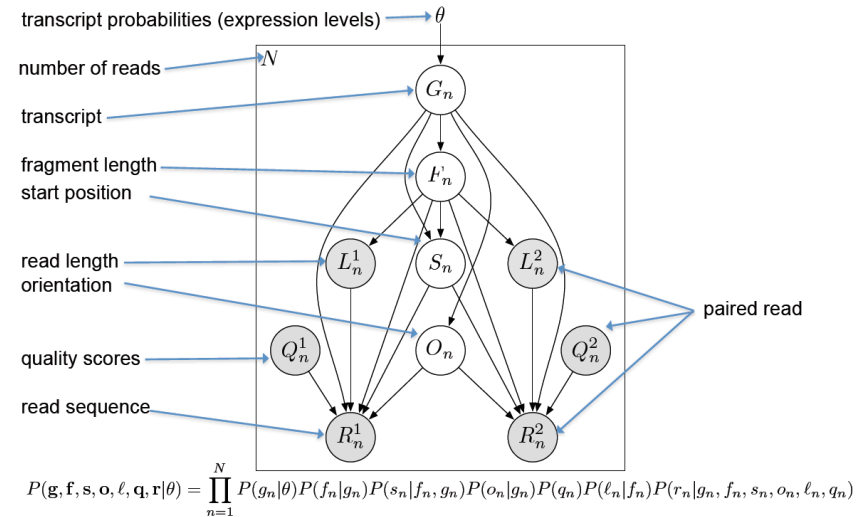 transcript probabilities (expression levels)
θ
number of reads
N
transcript
G_n
fragment length
F_n
start position
read length
L_n^1
S_n
L_n^2
orientation
paired read
quality scores
Q_n^1
O_n
Q_n^2
read sequence
R_n^1
R_n^2
P(g, f, s, o, ℓ, q, r|θ) = ∏_{n=1}^{N} P(g_n|θ)P(f_n|g_n)P(s_n|f_n, g_n)P(o_n|g_n)P(q_n)P(ℓ_n|f_n)P(r_n|g_n, f_n, s_n, o_n, ℓ_n, q_n)